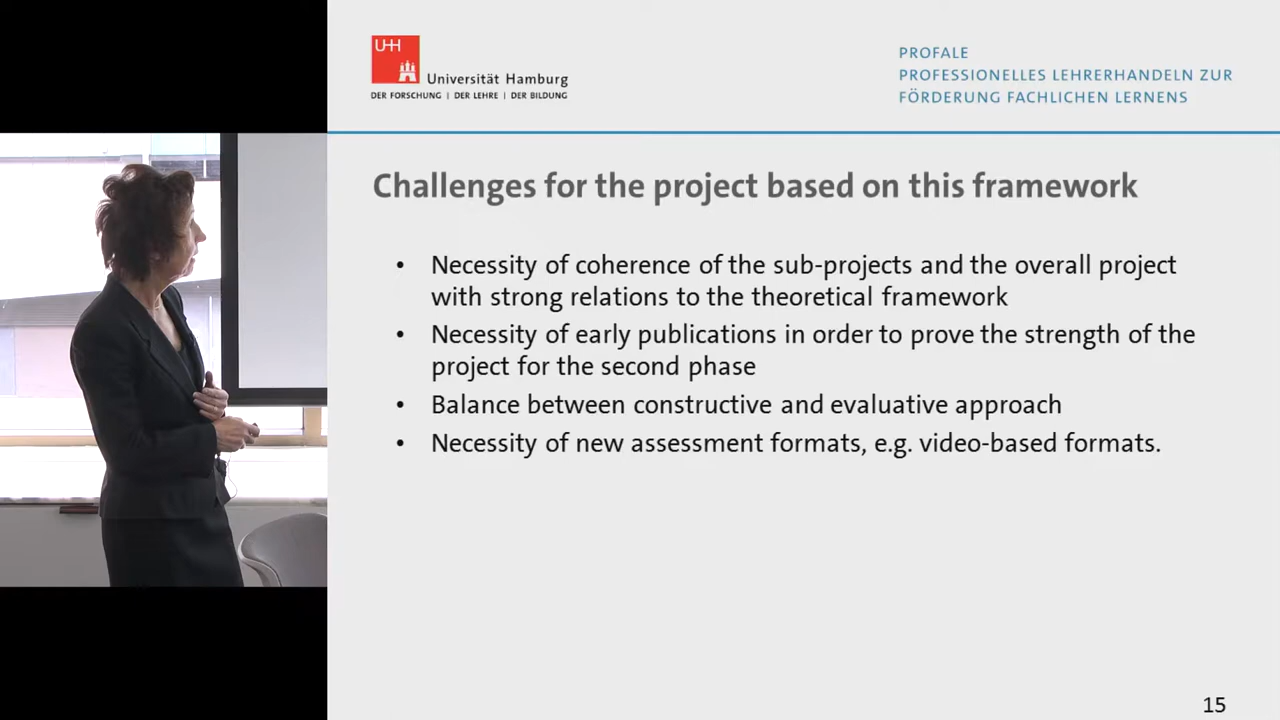 UHH
Universität Hamburg
DER FORSCHUNG | DER LEHRE | DER BILDUNG
PROFALE
PROFESSIONELLES LEHRERHANDELN ZUR
FÖRDERUNG FACHLICHEN LERNENS
Challenges for the project based on this framework
• Necessity of coherence of the sub-projects and the overall project
with strong relations to the theoretical framework
• Necessity of early publications in order to prove the strength of the
project for the second phase
• Balance between constructive and evaluative approach
• Necessity of new assessment formats, e.g. video-based formats.
15